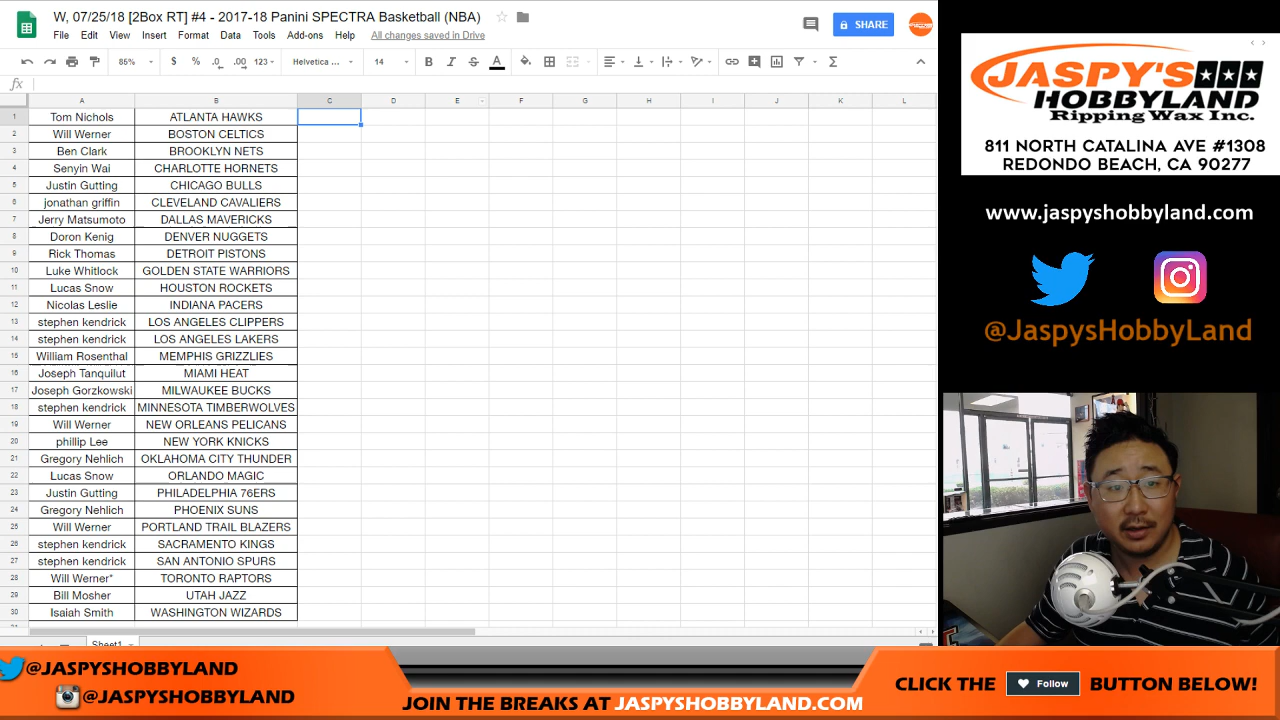 W, 07/25/18 [2Box RT] #4 - 2017-18 Panini SPECTRA Basketball (NBA)
File Edit View Insert Format Data Tools Add-ons Help All changes saved in Drive
SHARE
85% $ % .0 .00 123 Helvetica ... 14 B I S A
fx
A B C D E F G H I J K L
1 Tom Nichols ATLANTA HAWKS
2 Will Werner BOSTON CELTICS
3 Ben Clark BROOKLYN NETS
4 Senyin Wai CHARLOTTE HORNETS
5 Justin Gutting CHICAGO BULLS
6 jonathan griffin CLEVELAND CAVALIERS
7 Jerry Matsumoto DALLAS MAVERICKS
8 Doron Kenig DENVER NUGGETS
9 Rick Thomas DETROIT PISTONS
10 Luke Whitlock GOLDEN STATE WARRIORS
11 Lucas Snow HOUSTON ROCKETS
12 Nicolas Leslie INDIANA PACERS
13 stephen kendrick LOS ANGELES CLIPPERS
14 stephen kendrick LOS ANGELES LAKERS
15 William Rosenthal MEMPHIS GRIZZLIES
16 Joseph Tanquilut MIAMI HEAT
17 Joseph Gorzkowski MILWAUKEE BUCKS
18 stephen kendrick MINNESOTA TIMBERWOLVES
19 Will Werner NEW ORLEANS PELICANS
20 phillip Lee NEW YORK KNICKS
21 Gregory Nehlich OKLAHOMA CITY THUNDER
22 Lucas Snow ORLANDO MAGIC
23 Justin Gutting PHILADELPHIA 76ERS
24 Gregory Nehlich PHOENIX SUNS
25 Will Werner PORTLAND TRAIL BLAZERS
26 stephen kendrick SACRAMENTO KINGS
27 stephen kendrick SAN ANTONIO SPURS
28 Will Werner* TORONTO RAPTORS
29 Bill Mosher UTAH JAZZ
30 Isaiah Smith WASHINGTON WIZARDS
Sheet1
JASPY'S
HOBBYLAND
Ripping Wax Inc.
811 NORTH CATALINA AVE #1308
REDONDO BEACH, CA 90277
www.jaspyshobbyland.com
@JaspysHobbyLand
@JASPYSHOBBYLAND
@JASPYSHOBBYLAND
JOIN THE BREAKS AT JASPYSHOBBYLAND.COM
CLICK THE Follow BUTTON BELOW!